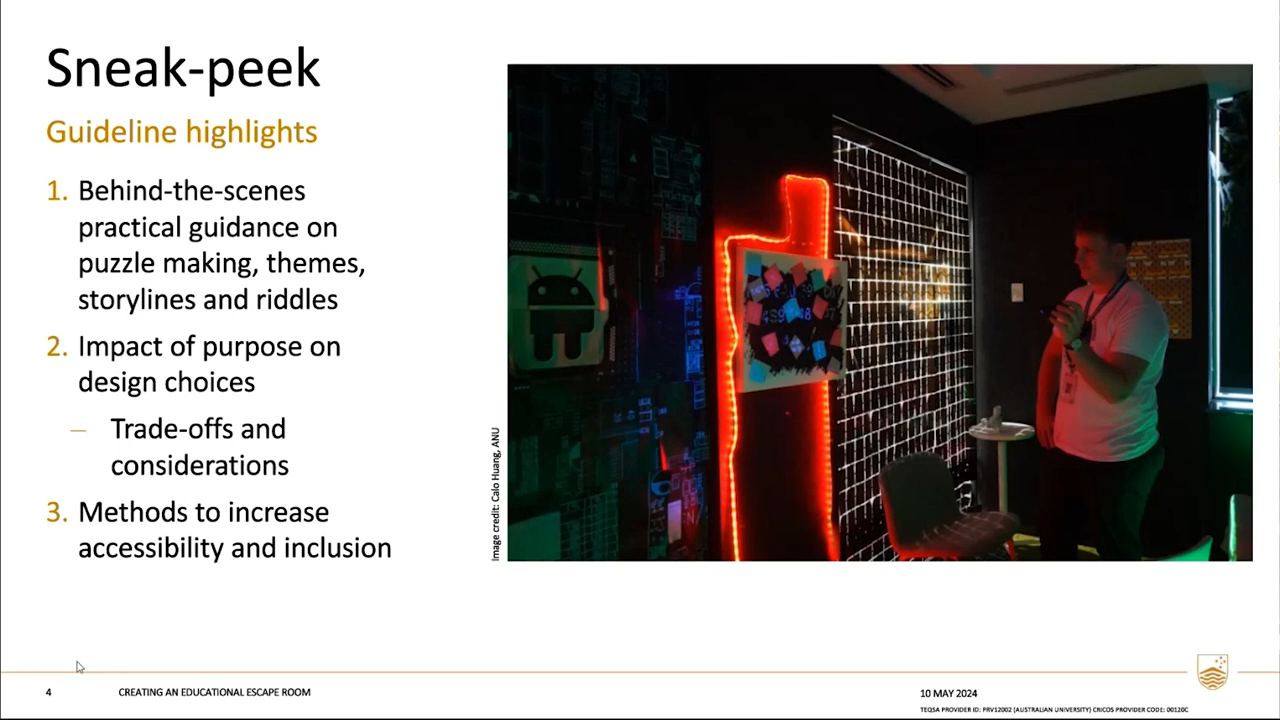 Sneak-peek
Guideline highlights
1. Behind-the-scenes
practical guidance on
puzzle making, themes,
storylines and riddles
2. Impact of purpose on
design choices
– Trade-offs and
considerations
3. Methods to increase
accessibility and inclusion
Image credit: Calo Huang, ANU
4
CREATING AN EDUCATIONAL ESCAPE ROOM
10 MAY 2024
TEQSA PROVIDER ID: PRV12002 (AUSTRALIAN UNIVERSITY) CRICOS PROVIDER CODE: 00120C